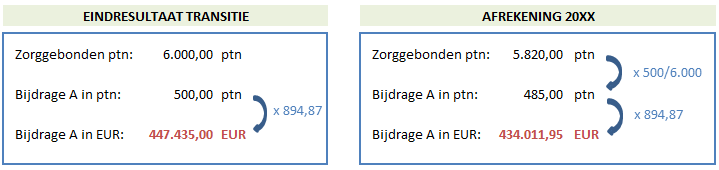 EINDRESULTAAT TRANSITIE
Zorggebonden ptn: 6.000,00 ptn
Bijdrage A in ptn: 500,00 ptn
x 894,87
Bijdrage A in EUR: 447.435,00 EUR
AFREKENING 20XX
Zorggebonden ptn: 5.820,00 ptn
x 500/6.000
Bijdrage A in ptn: 485,00 ptn
x 894,87
Bijdrage A in EUR: 434.011,95 EUR